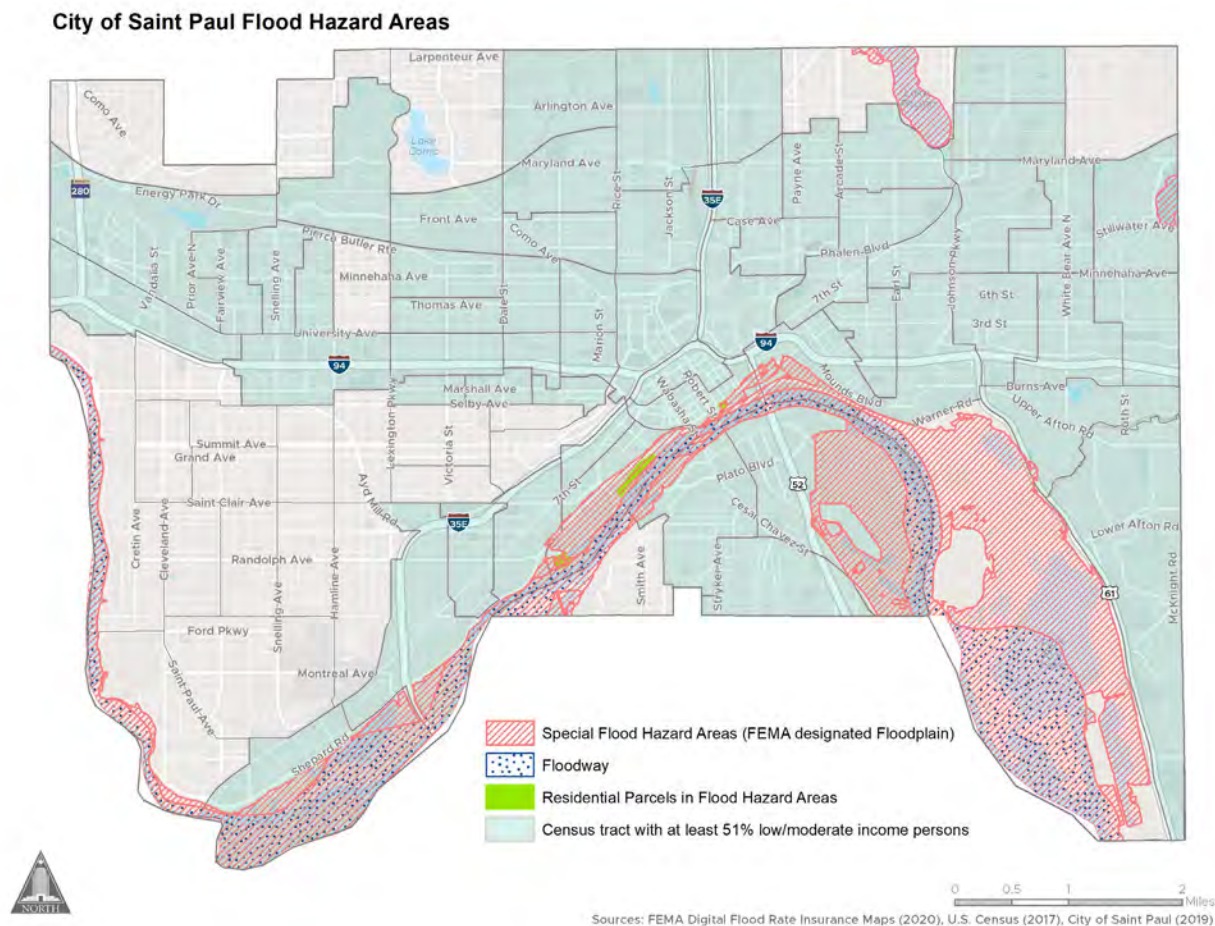 City of Saint Paul Flood Hazard Areas
Larpenteur Ave
Como Ave
Arlington Ave
Lake Como
Maryland Ave
Maryland Ave
Payne Ave
Arcade St
Rice St
Jackson St
280
Energy Park Dr
35E
Case Ave
Front Ave
Como Ave
Pierce Butler Rte
Phalen Blvd
Johnson Pkwy
White Bear Ave N
Stillwater Ave
Vandalia St
Prior Ave N
Fairview Ave
Snelling Ave
Minnehaha Ave
Minnehaha Ave
Thomas Ave
Dale St
Marion St
7th St
Earl St
6th St
3rd St
University Ave
94
94
Lexington Pkwy
Marshall Ave
Selby Ave
Wabasha St
Robert St
Mounds Blvd
Burns Ave
Warner Rd
Upper Afton Rd
Roth St
Summit Ave
Grand Ave
Victoria St
Saint Clair Ave
Ayd Mill Rd
7th St
Plato Blvd
52
Cesar Chavez St
35E
Lower Afton Rd
Cretin Ave
Cleveland Ave
Randolph Ave
Snelling Ave
Hamline Ave
Smith Ave
Stryker Ave
McKnight Rd
61
Ford Pkwy
Saint Paul Ave
Montreal Ave
Shepard Rd
Special Flood Hazard Areas (FEMA designated Floodplain)
Floodway
Residential Parcels in Flood Hazard Areas
Census tract with at least 51% low/moderate income persons
NORTH
0 0.5 1 2
Miles
Sources: FEMA Digital Flood Rate Insurance Maps (2020), U.S. Census (2017), City of Saint Paul (2019)